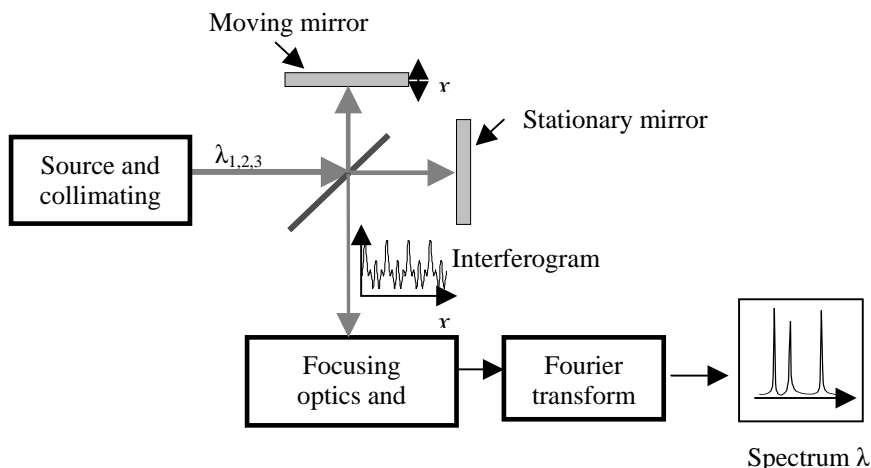 Moving mirror
x
Stationary mirror
Source and
collimating
λ1,2,3
Interferogram
x
Focusing
optics and
Fourier
transform
Spectrum λ